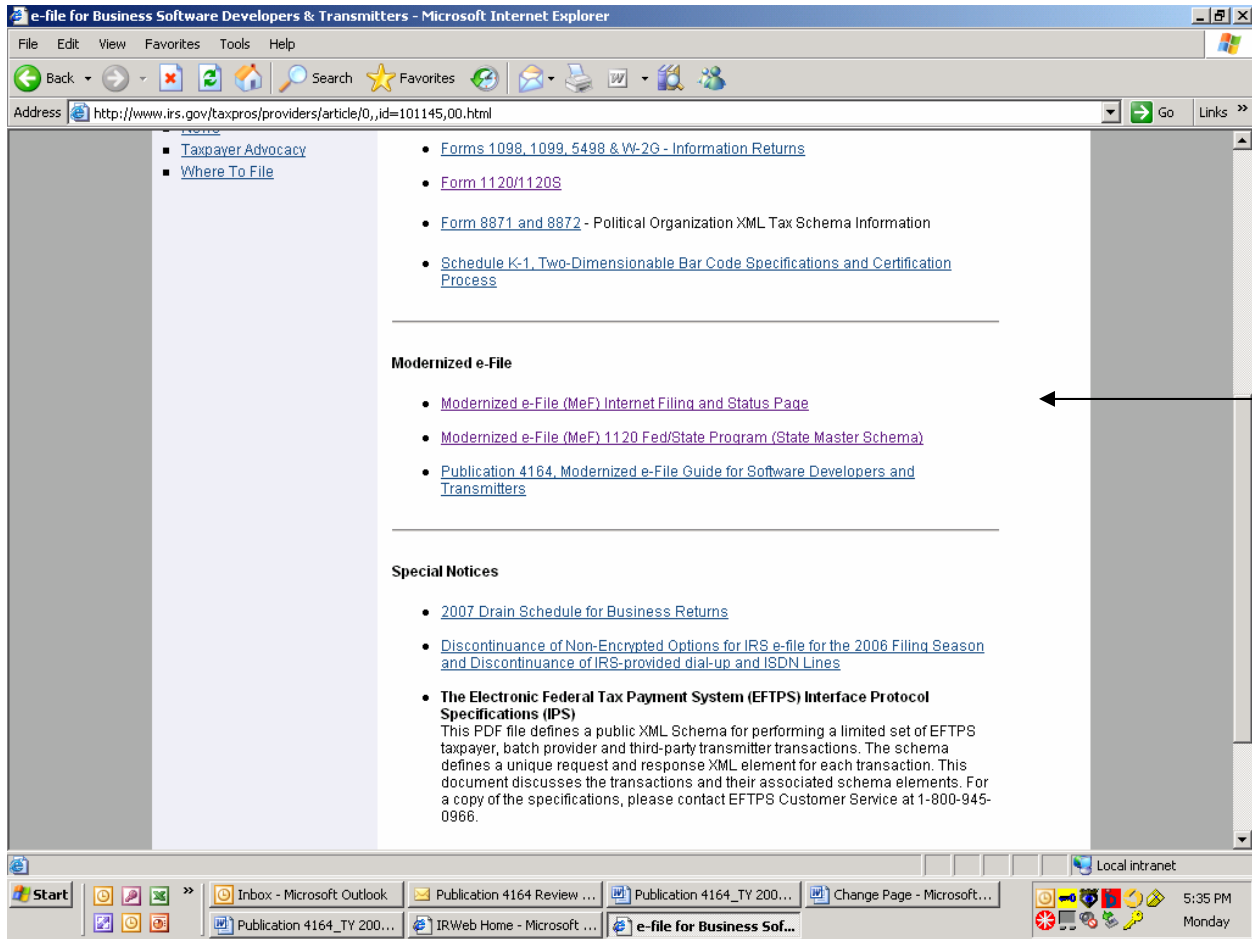 e-file for Business Software Developers & Transmitters - Microsoft Internet Explorer
File Edit View Favorites Tools Help
Back Search Favorites
Address http://www.irs.gov/taxpros/providers/article/0,,id=101145,00.html Go Links »
News
Taxpayer Advocacy
Where To File
Forms 1098, 1099, 5498 & W-2G - Information Returns
Form 1120/1120S
Form 8871 and 8872 - Political Organization XML Tax Schema Information
Schedule K-1, Two-Dimensionable Bar Code Specifications and Certification
Process
Modernized e-File
Modernized e-File (MeF) Internet Filing and Status Page
Modernized e-File (MeF) 1120 Fed/State Program (State Master Schema)
Publication 4164, Modernized e-File Guide for Software Developers and
Transmitters
Special Notices
2007 Drain Schedule for Business Returns
Discontinuance of Non-Encrypted Options for IRS e-file for the 2006 Filing Season
and Discontinuance of IRS-provided dial-up and ISDN Lines
The Electronic Federal Tax Payment System (EFTPS) Interface Protocol
Specifications (IPS)
This PDF file defines a public XML Schema for performing a limited set of EFTPS
taxpayer, batch provider and third-party transmitter transactions. The schema
defines a unique request and response XML element for each transaction. This
document discusses the transactions and their associated schema elements. For
a copy of the specifications, please contact EFTPS Customer Service at 1-800-945-
0966.
Local intranet
Start » Inbox - Microsoft Outlook Publication 4164 Review ... Publication 4164_TY 200... Change Page - Microsoft... 5:35 PM
Publication 4164_TY 200... IRWeb Home - Microsoft ... e-file for Business Sof... Monday